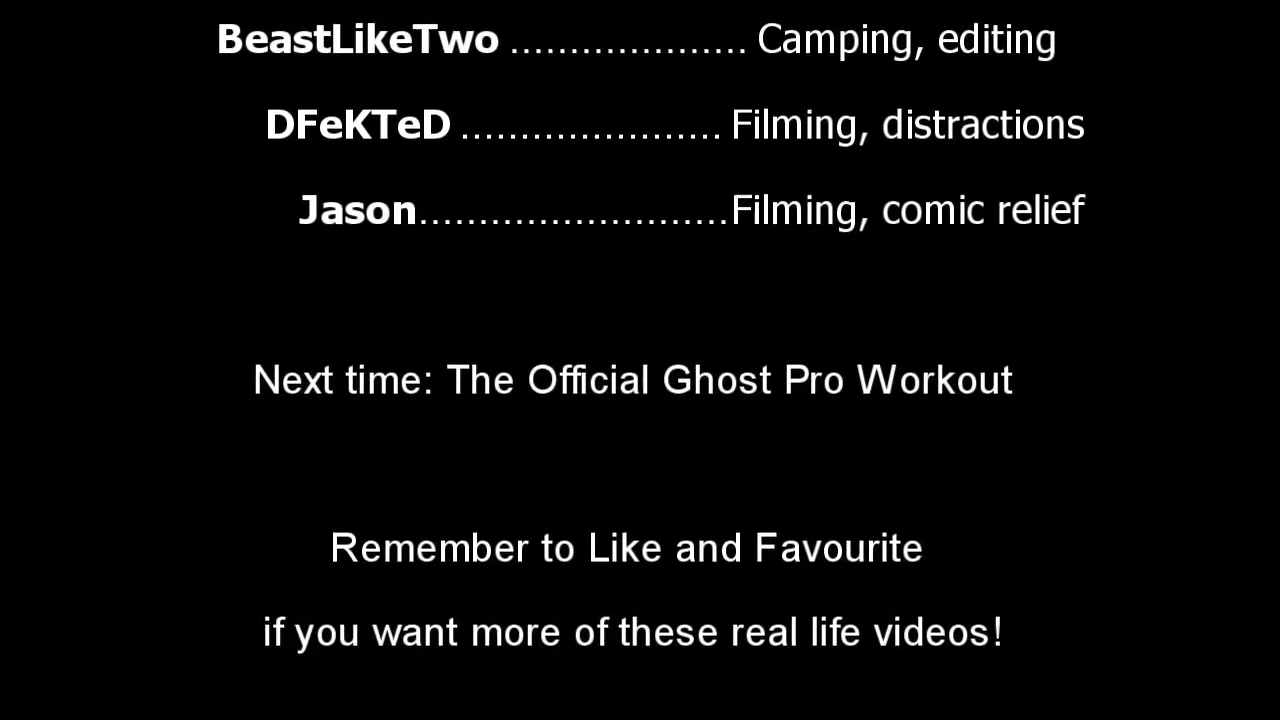 BeastLikeTwo .................... Camping, editing
DFeKTeD ...................... Filming, distractions
Jason..........................Filming, comic relief
Next time: The Official Ghost Pro Workout
Remember to Like and Favourite
if you want more of these real life videos!